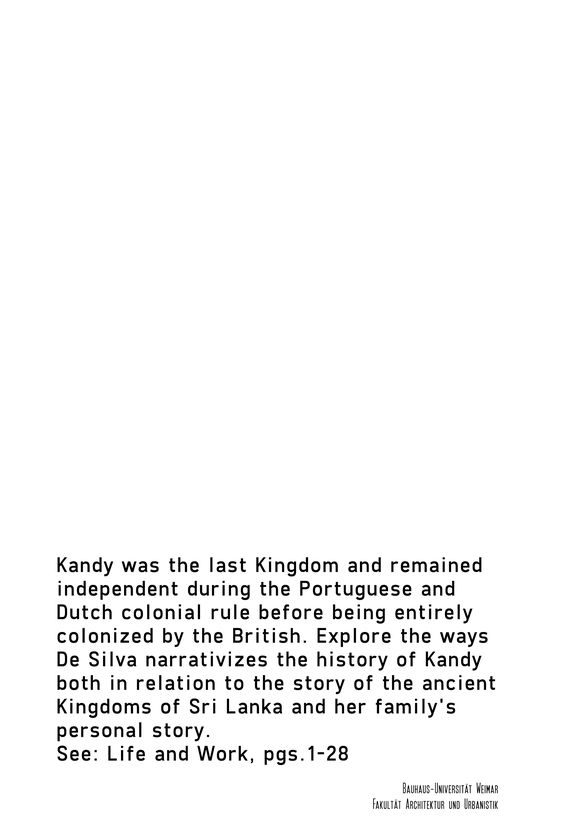 Kandy was the last Kingdom and remained
independent during the Portuguese and
Dutch colonial rule before being entirely
colonized by the British. Explore the ways
De Silva narrativizes the history of Kandy
both in relation to the story of the ancient
Kingdoms of Sri Lanka and her family's
personal story.
See: Life and Work, pgs.1-28
Bauhaus-Universität Weimar
Fakultät Architektur und Urbanistik